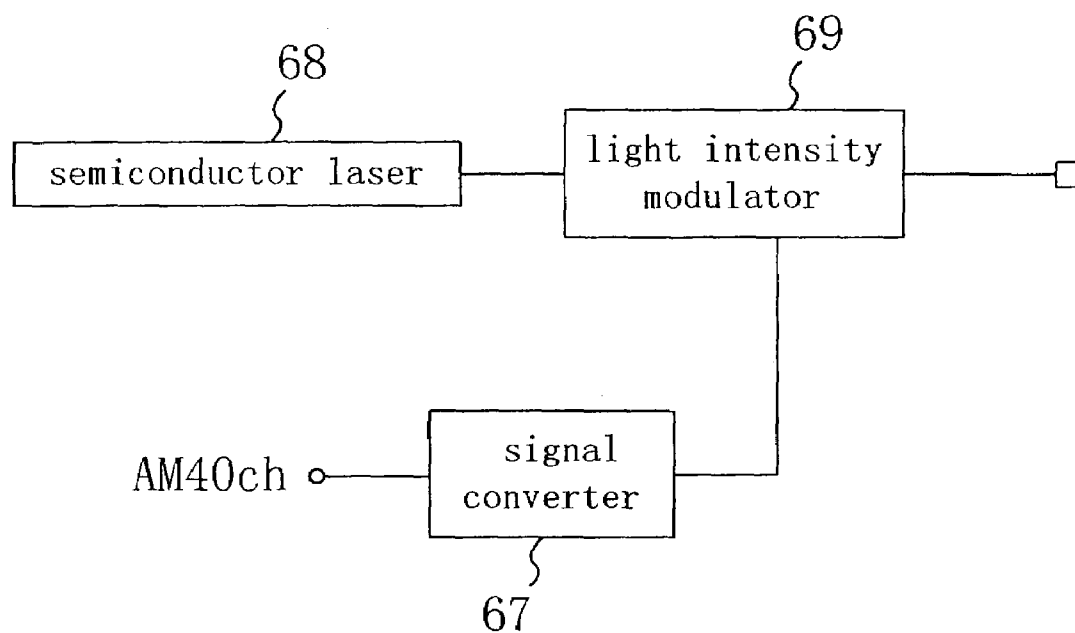 69
68
light intensity
modulator
semiconductor laser
signal
converter
AM40ch
67